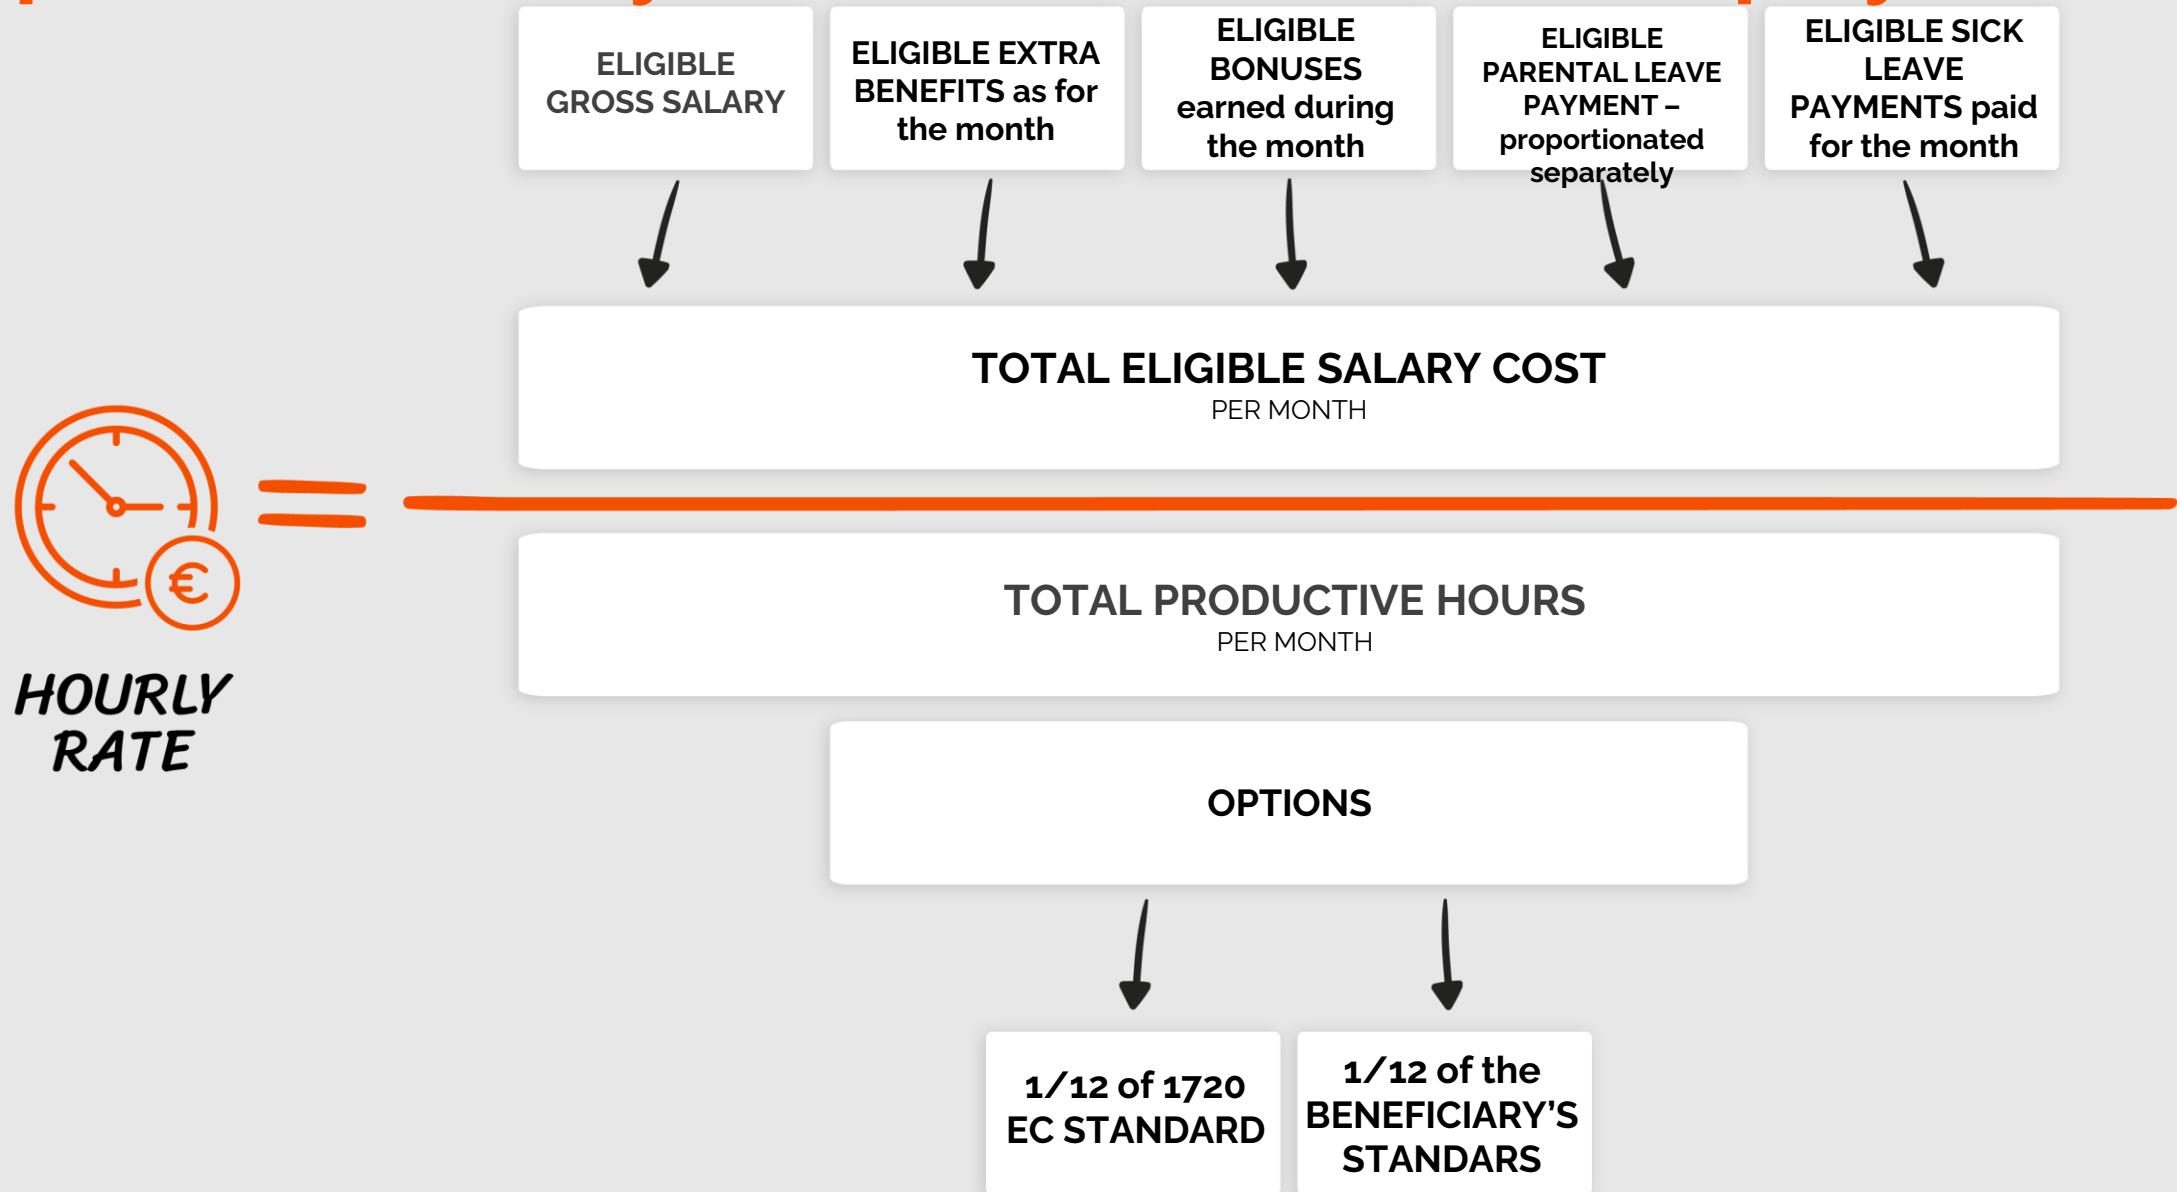 ELIGIBLE
GROSS SALARY
ELIGIBLE EXTRA
BENEFITS as for
the month
ELIGIBLE
BONUSES
earned during
the month
ELIGIBLE
PARENTAL LEAVE
PAYMENT –
proportionated
separately
ELIGIBLE SICK
LEAVE
PAYMENTS paid
for the month
TOTAL ELIGIBLE SALARY COST
PER MONTH
€
HOURLY
RATE
TOTAL PRODUCTIVE HOURS
PER MONTH
OPTIONS
1/12 of 1720
EC STANDARD
1/12 of the
BENEFICIARY’S
STANDARS